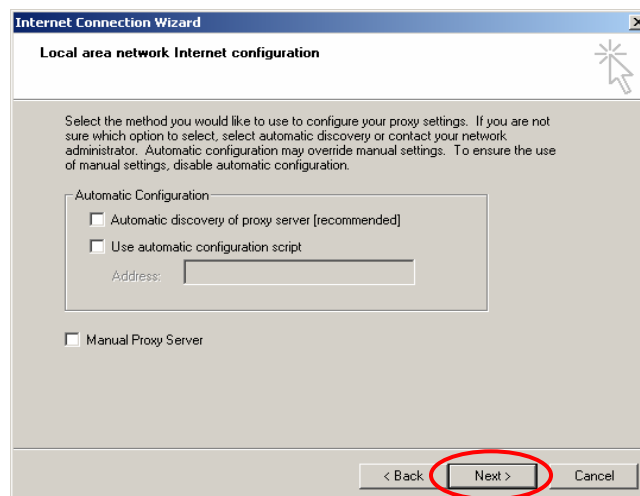 Internet Connection Wizard
Local area network Internet configuration
Select the method you would like to use to configure your proxy settings. If you are not
sure which option to select, select automatic discovery or contact your network
administrator. Automatic configuration may override manual settings. To ensure the use
of manual settings, disable automatic configuration.
Automatic Configuration
Automatic discovery of proxy server [recommended]
Use automatic configuration script
Address:
Manual Proxy Server
< Back
Next >
Cancel